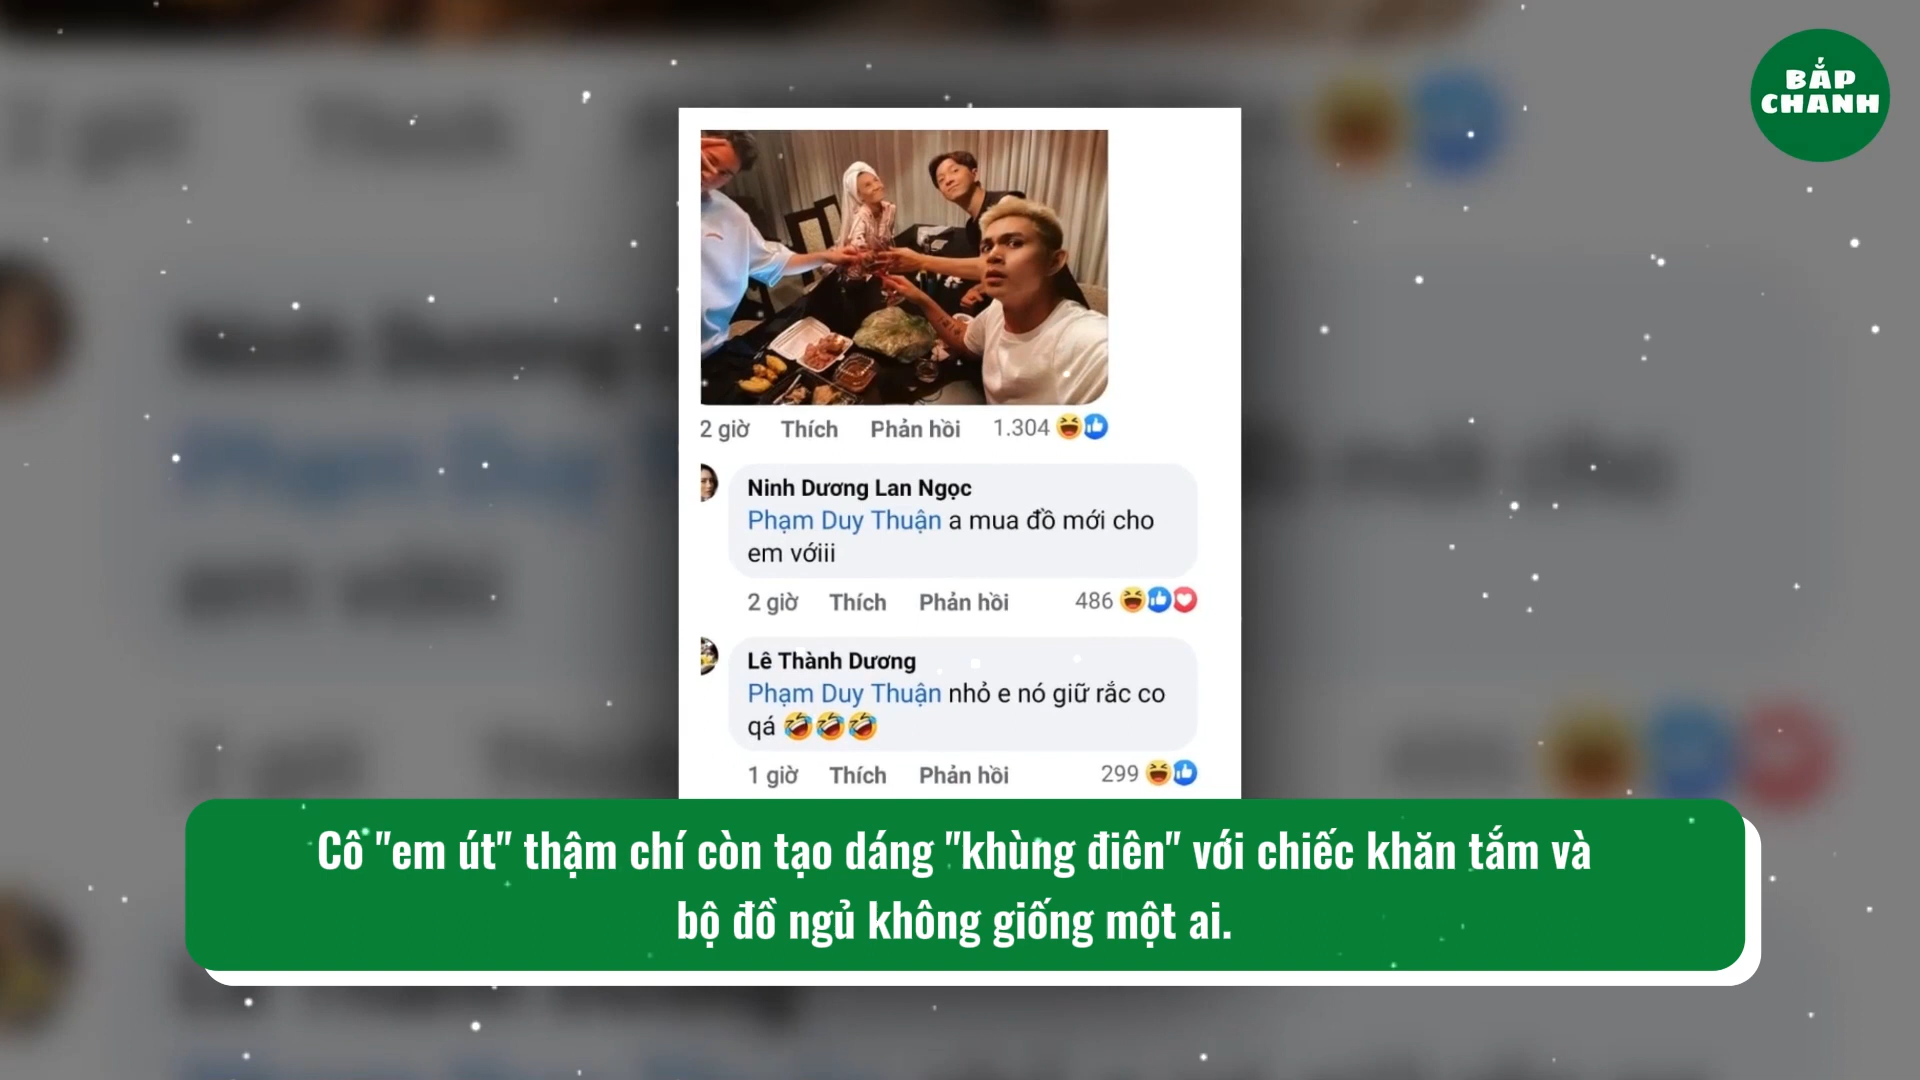 BẮP
CHANH
2 giờ Thích Phản hồi 1.304
Ninh Dương Lan Ngọc
Phạm Duy Thuận a mua đồ mới cho
em vớiii
2 giờ Thích Phản hồi 486
Lê Thành Dương
Phạm Duy Thuận nhỏ e nó giữ rắc co
qá 🤣🤣🤣
1 giờ Thích Phản hồi 299
Cô "em út" thậm chí còn tạo dáng "khùng điên" với chiếc khăn tắm và
bộ đồ ngủ không giống một ai.